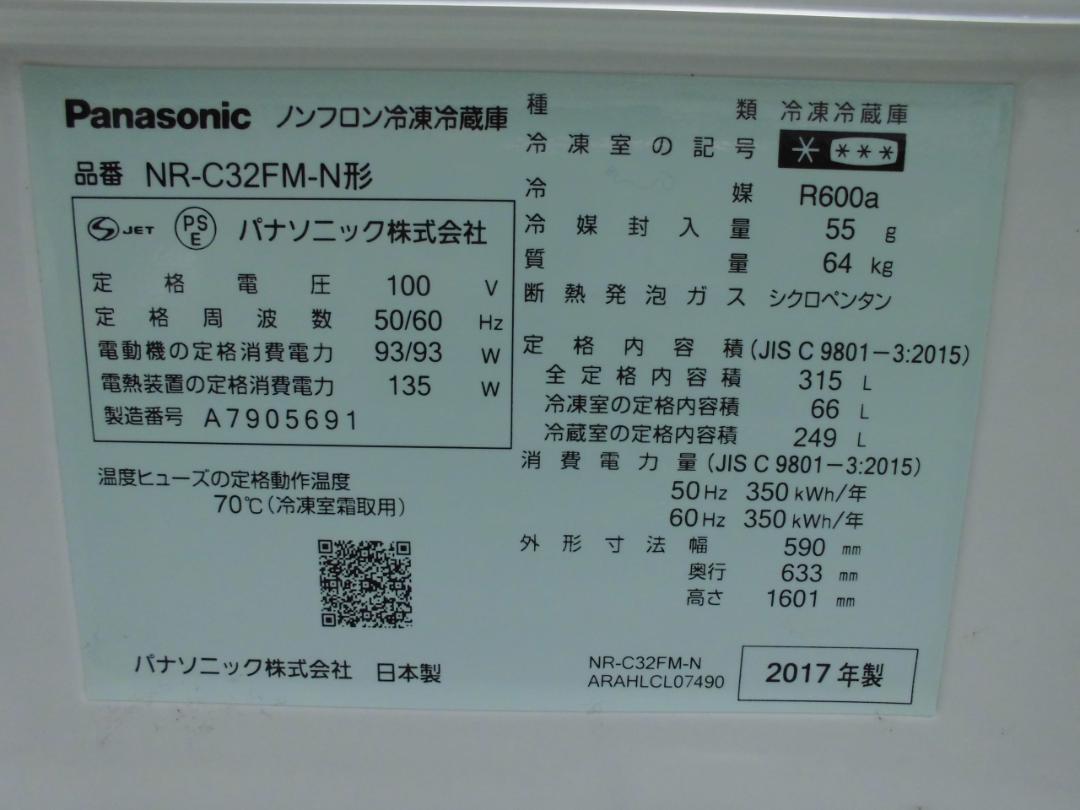 Panasonic ノンフロン冷凍冷蔵庫
品番 NR-C32FM-N形
JET PSE パナソニック株式会社
定格電圧 100 V
定格周波数 50/60 Hz
電動機の定格消費電力 93/93 W
電熱装置の定格消費電力 135 W
製造番号 A7905691
温度ヒューズの定格動作温度
70℃(冷凍室霜取用)
パナソニック株式会社 日本製
種類 冷凍冷蔵庫
冷凍室の記号 * ***
冷媒 R600a
冷媒封入量 55 g
質量 64 kg
断熱発泡ガス シクロペンタン
定格内容積 (JIS C 9801-3:2015)
全定格内容積 315 L
冷凍室の定格内容積 66 L
冷蔵室の定格内容積 249 L
消費電力量 (JIS C 9801-3:2015)
50Hz 350kWh/年
60Hz 350kWh/年
外形寸法幅 590 mm
奥行 633 mm
高さ 1601 mm
NR-C32FM-N
ARAHLCL07490
2017年製